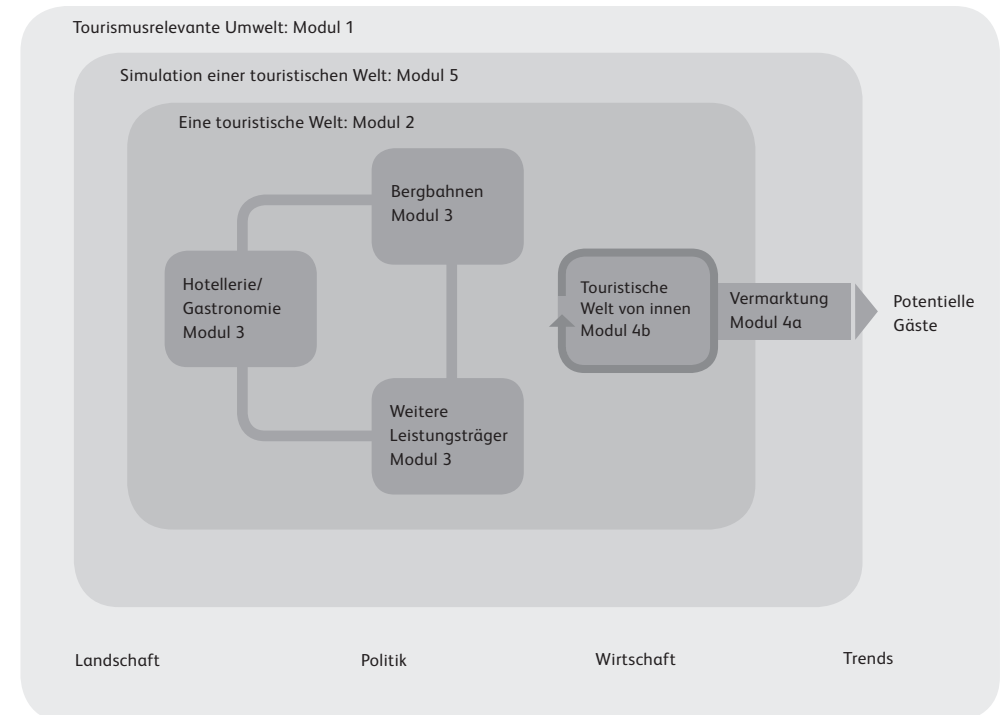 Tourismusrelevante Umwelt: Modul 1
Simulation einer touristischen Welt: Modul 5
Eine touristische Welt: Modul 2
Bergbahnen
Modul 3
Hotellerie/
Gastronomie
Modul 3
Weitere
Leistungsträger
Modul 3
Touristische
Welt von innen
Modul 4b
Vermarktung
Modul 4a
Potentielle
Gäste
Landschaft
Politik
Wirtschaft
Trends